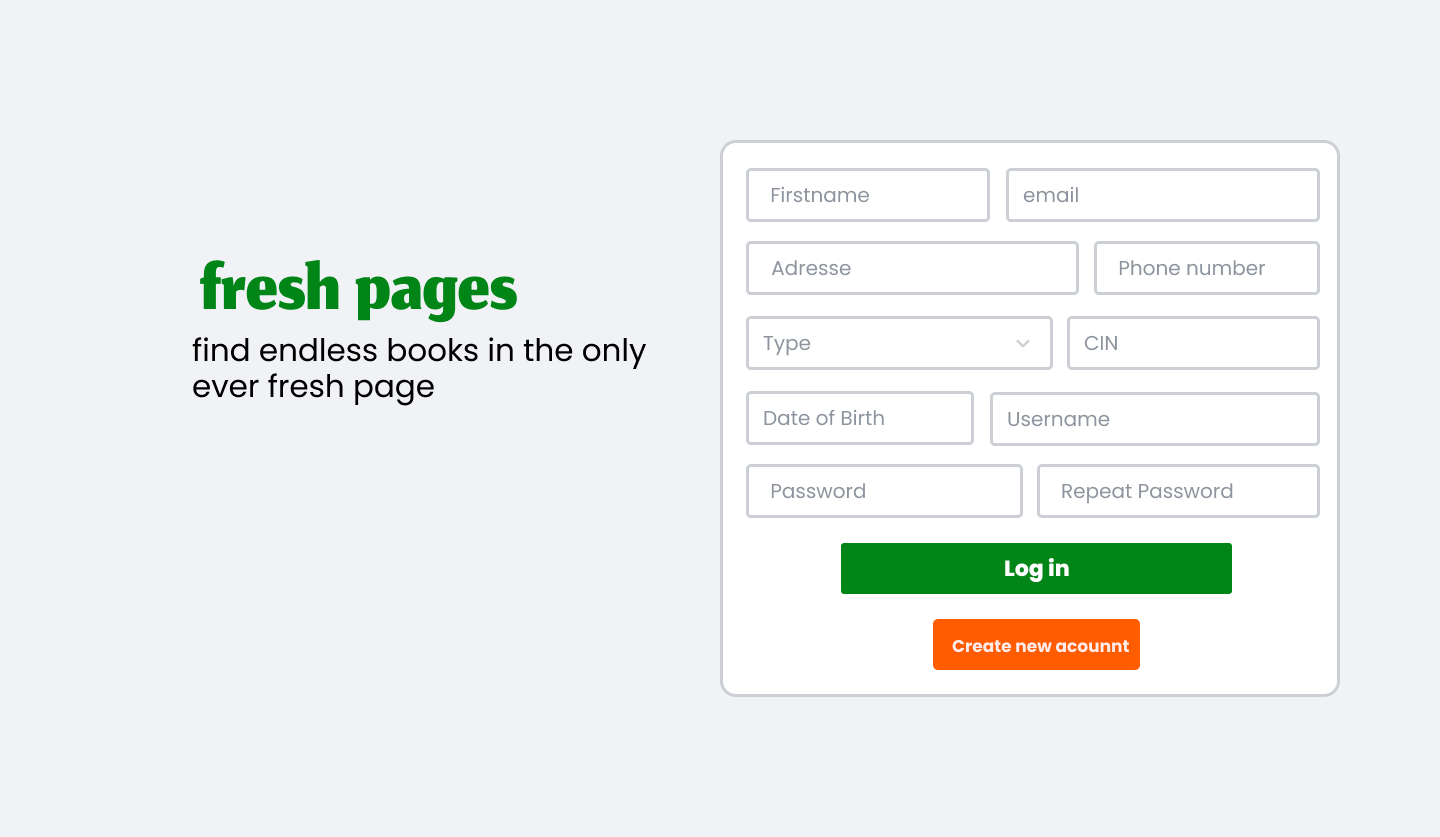 fresh pages
find endless books in the only
ever fresh page
Firstname
email
Adresse
Phone number
Type
CIN
Date of Birth
Username
Password
Repeat Password
Log in
Create new acounnt